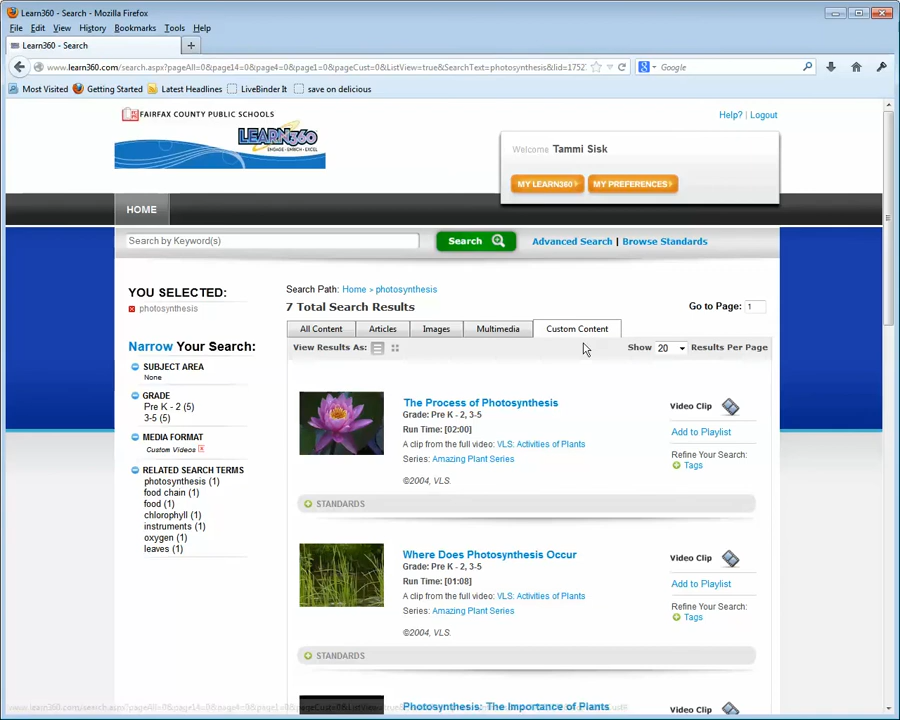 Learn360 - Search - Mozilla Firefox
File Edit View History Bookmarks Tools Help
Learn360 - Search
www.learn360.com/search.aspx?pageAll=0&page14=0&page4=0&page1=0&pageCust=0&ListView=true&SearchText=photosynthesis&lid=1752
Google
Most Visited Getting Started Latest Headlines LiveBinder It save on delicious
FAIRFAX COUNTY PUBLIC SCHOOLS
Help? | Logout
LEARN360
ENGAGE · ENRICH · EXCEL
Welcome Tammi Sisk
MY LEARN360 MY PREFERENCES
HOME
Search by Keyword(s) Search Advanced Search | Browse Standards
YOU SELECTED:
photosynthesis
Search Path: Home > photosynthesis
7 Total Search Results
Go to Page: 1
All Content Articles Images Multimedia Custom Content
Narrow Your Search:
View Results As: Show 20 Results Per Page
SUBJECT AREA
None
GRADE
Pre K - 2 (5)
3-5 (5)
MEDIA FORMAT
Custom Videos
RELATED SEARCH TERMS
photosynthesis (1)
food chain (1)
food (1)
chlorophyll (1)
instruments (1)
oxygen (1)
leaves (1)
The Process of Photosynthesis
Grade: Pre K - 2, 3-5
Run Time: [02:00]
A clip from the full video: VLS: Activities of Plants
Series: Amazing Plant Series
©2004, VLS.
Video Clip
Add to Playlist
Refine Your Search:
Tags
STANDARDS
Where Does Photosynthesis Occur
Grade: Pre K - 2, 3-5
Run Time: [01:08]
A clip from the full video: VLS: Activities of Plants
Series: Amazing Plant Series
©2004, VLS.
Video Clip
Add to Playlist
Refine Your Search:
Tags
STANDARDS
Photosynthesis: The Importance of Plants
Video Clip